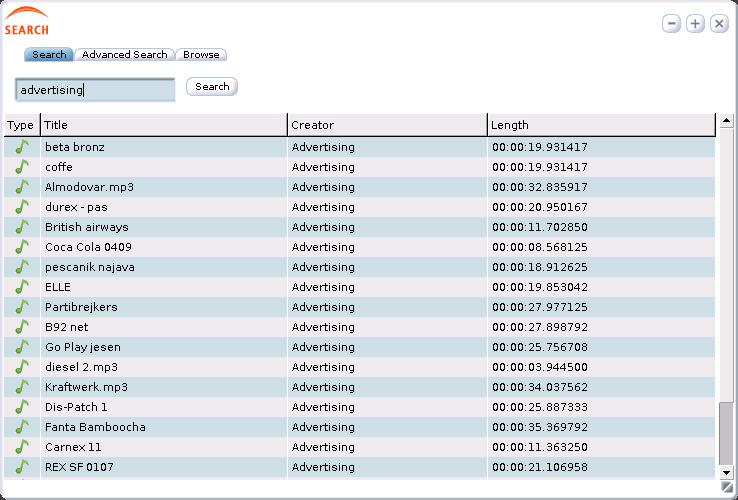 SEARCH
Search Advanced Search Browse
advertising Search
Type Title Creator Length
beta bronz Advertising 00:00:19.931417
coffe Advertising 00:00:19.931417
Almodovar.mp3 Advertising 00:00:32.835917
durex - pas Advertising 00:00:20.950167
British airways Advertising 00:00:11.702850
Coca Cola 0409 Advertising 00:00:08.568125
pescanik najava Advertising 00:00:18.912625
ELLE Advertising 00:00:19.853042
Partibrejkers Advertising 00:00:27.977125
B92 net Advertising 00:00:27.898792
Go Play jesen Advertising 00:00:25.756708
diesel 2.mp3 Advertising 00:00:03.944500
Kraftwerk.mp3 Advertising 00:00:34.037562
Dis-Patch 1 Advertising 00:00:25.887333
Fanta Bamboocha Advertising 00:00:35.369792
Carnex 11 Advertising 00:00:11.363250
REX SF 0107 Advertising 00:00:21.106958